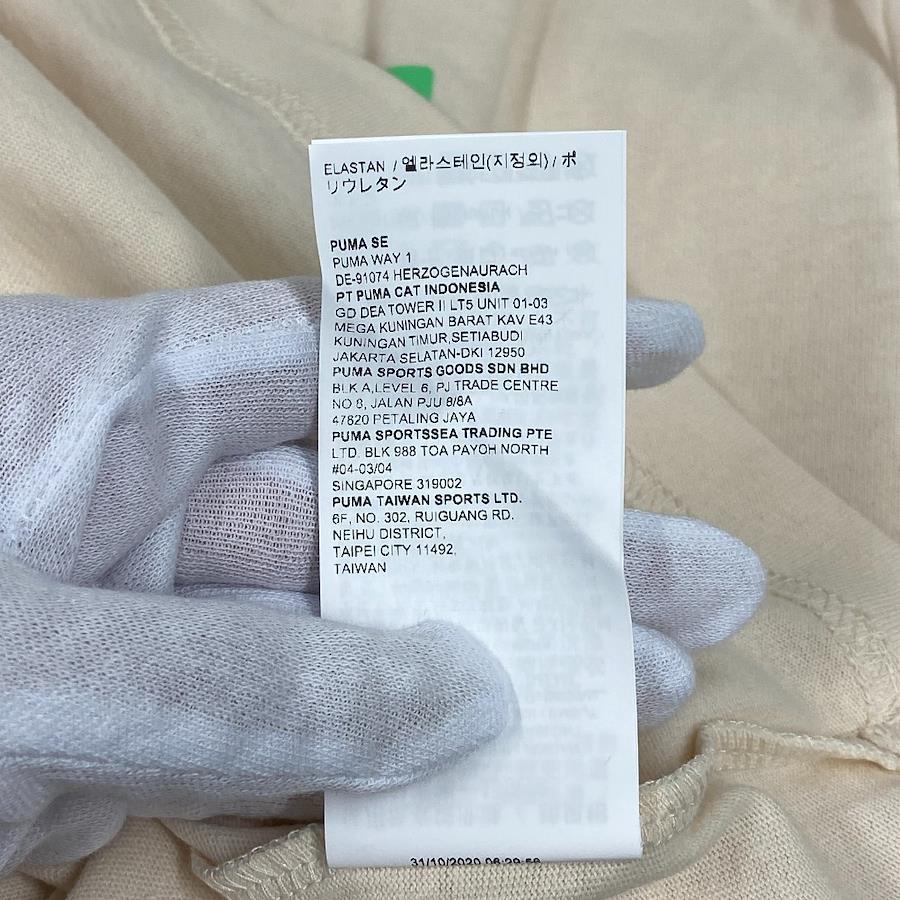 ELASTAN / 엘라스테인(지정외) / ポ
リウレタン
PUMA SE
PUMA WAY 1
DE-91074 HERZOGENAURACH
PT PUMA CAT INDONESIA
GD DEA TOWER II LT5 UNIT 01-03
MEGA KUNINGAN BARAT KAV E43
KUNINGAN TIMUR,SETIABUDI
JAKARTA SELATAN-DKI 12950
PUMA SPORTS GOODS SDN BHD
BLK A,LEVEL 6, PJ TRADE CENTRE
NO 8, JALAN PJU 8/8A
47820 PETALING JAYA
PUMA SPORTSSEA TRADING PTE
LTD. BLK 988 TOA PAYOH NORTH
#04-03/04
SINGAPORE 319002
PUMA TAIWAN SPORTS LTD.
6F, NO. 302, RUIGUANG RD.
NEIHU DISTRICT,
TAIPEI CITY 11492,
TAIWAN
31/10/2020